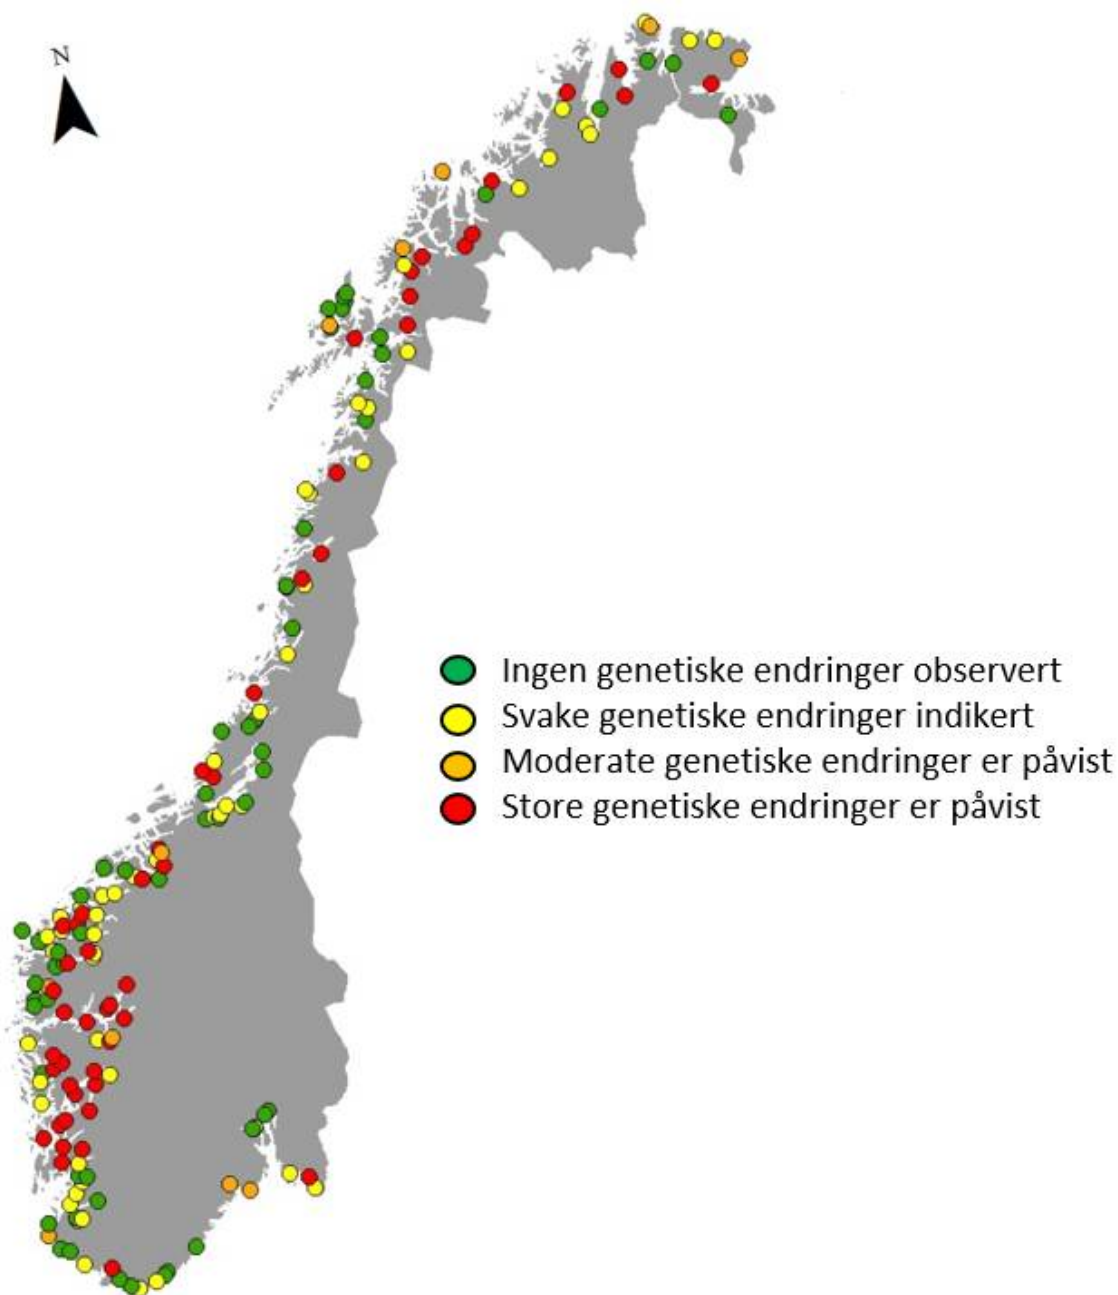 N
Ingen genetiske endringer observert
Svake genetiske endringer indikert
Moderate genetiske endringer er påvist
Store genetiske endringer er påvist